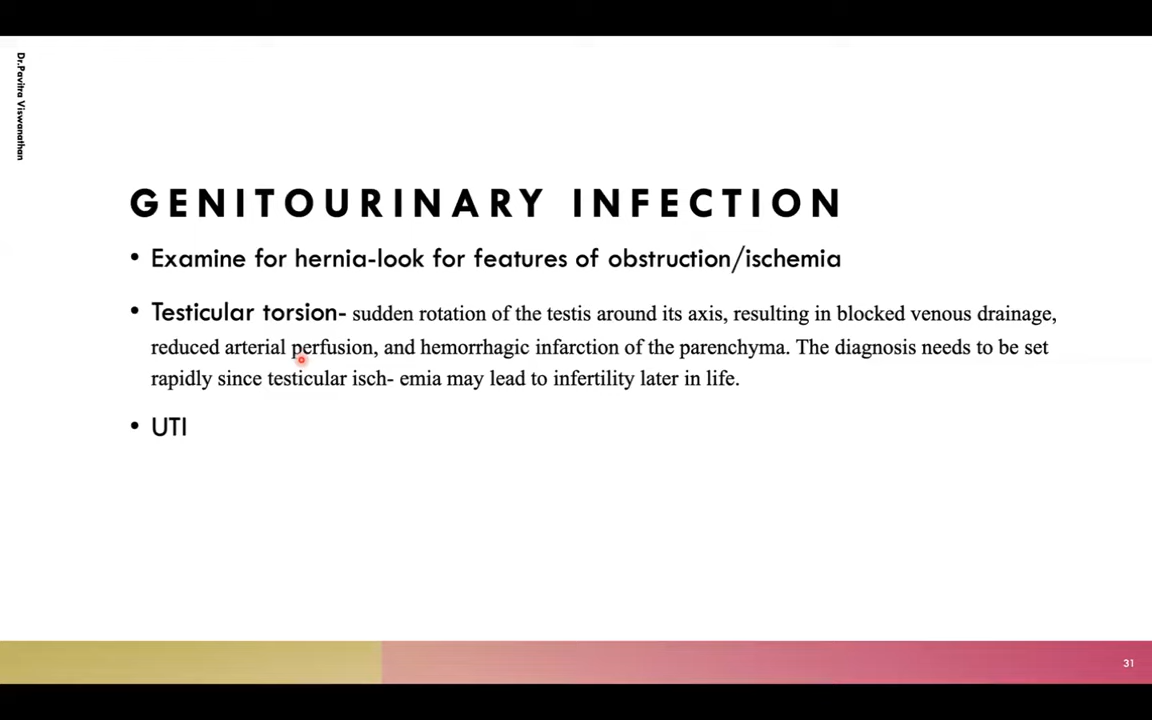 Dr.Pavitra Viswanathan
GENITOURINARY INFECTION
• Examine for hernia-look for features of obstruction/ischemia
• Testicular torsion- sudden rotation of the testis around its axis, resulting in blocked venous drainage,
reduced arterial perfusion, and hemorrhagic infarction of the parenchyma. The diagnosis needs to be set
rapidly since testicular isch- emia may lead to infertility later in life.
• UTI
31